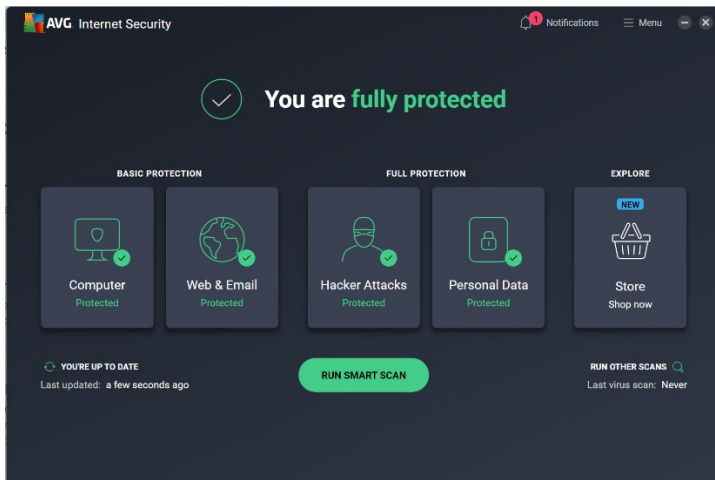 AVG Internet Security
1
Notifications
Menu
You are fully protected
BASIC PROTECTION
FULL PROTECTION
EXPLORE
NEW
Computer
Protected
Web & Email
Protected
Hacker Attacks
Protected
Personal Data
Protected
Store
Shop now
YOU'RE UP TO DATE
Last updated: a few seconds ago
RUN SMART SCAN
RUN OTHER SCANS
Last virus scan: Never